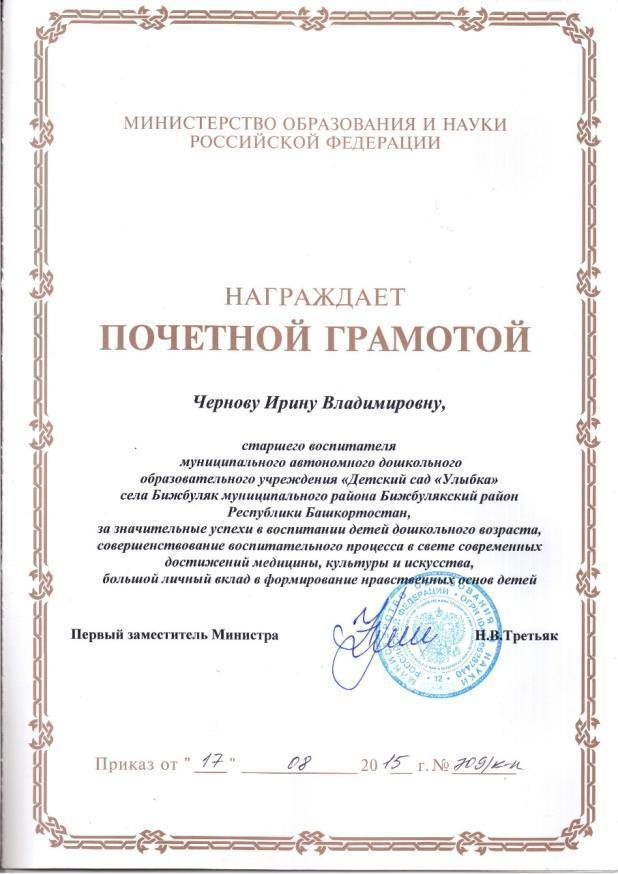 МИНИСТЕРСТВО ОБРАЗОВАНИЯ И НАУКИ
РОССИЙСКОЙ ФЕДЕРАЦИИ
НАГРАЖДАЕТ
ПОЧЕТНОЙ ГРАМОТОЙ
Чернову Ирину Владимировну,
старшего воспитателя
муниципального автономного дошкольного
образовательного учреждения «Детский сад «Улыбка»
села Бижбуляк муниципального района Бижбулякский район
Республики Башкортостан,
за значительные успехи в воспитании детей дошкольного возраста,
совершенствование воспитательного процесса в свете современных
достижений медицины, культуры и искусства,
большой личный вклад в формирование нравственных основ детей
Первый заместитель Министра Н.В.Третьяк
Приказ от "17" 08 2015 г. № 709/к-н